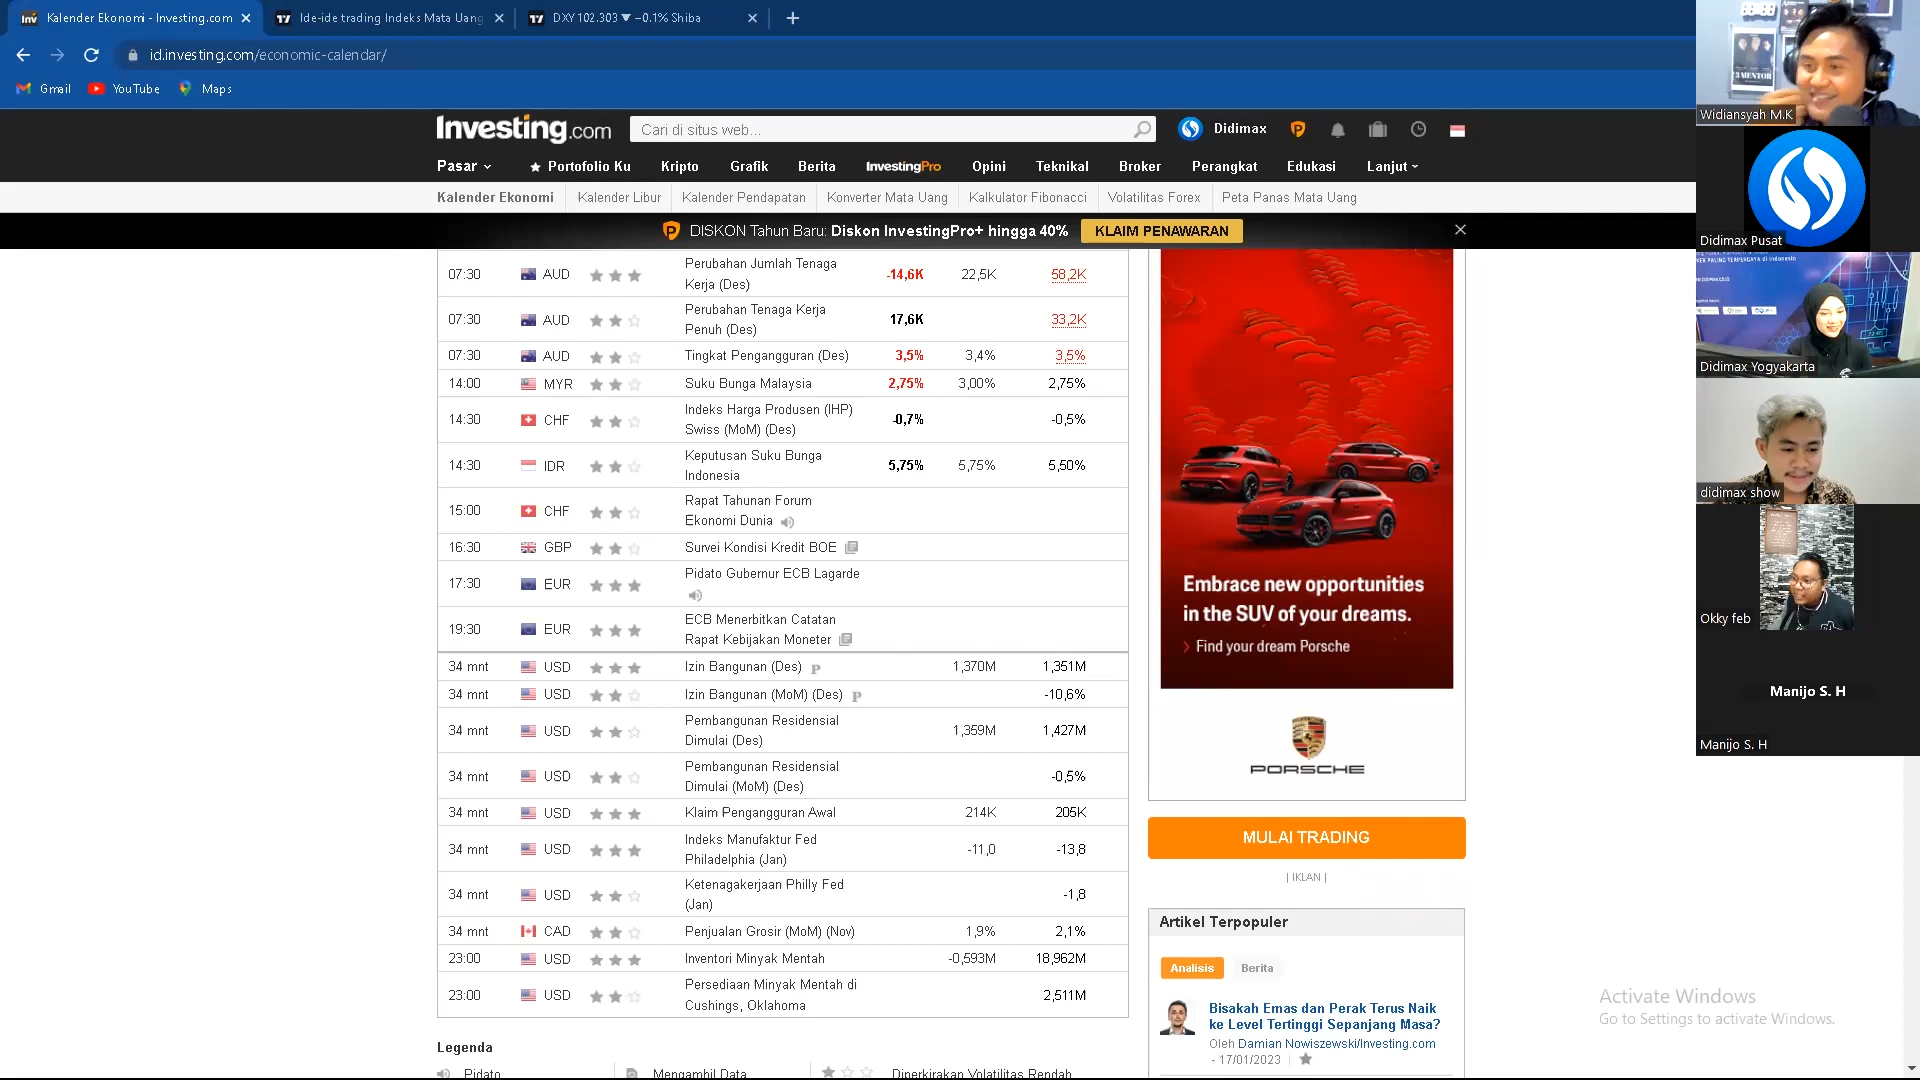 Kalender Ekonomi - Investing.com
Ide-ide trading Indeks Mata Uang
DXY 102.303 ▼ −0.1% Shiba
id.investing.com/economic-calendar/
Gmail
YouTube
Maps
Investing.com
Cari di situs web...
Didimax
Pasar
Portofolio Ku
Kripto
Grafik
Berita
InvestingPro
Opini
Teknikal
Broker
Perangkat
Edukasi
Lanjut
Kalender Ekonomi
Kalender Libur
Kalender Pendapatan
Konverter Mata Uang
Kalkulator Fibonacci
Volatilitas Forex
Peta Panas Mata Uang
DISKON Tahun Baru: Diskon InvestingPro+ hingga 40%
KLAIM PENAWARAN
07:30 AUD Perubahan Jumlah Tenaga -14,6K 22,5K 58,2K
Kerja (Des)
07:30 AUD Perubahan Tenaga Kerja 17,6K 33,2K
Penuh (Des)
07:30 AUD Tingkat Pengangguran (Des) 3,5% 3,4% 3,5%
14:00 MYR Suku Bunga Malaysia 2,75% 3,00% 2,75%
14:30 CHF Indeks Harga Produsen (IHP) -0,7% -0,5%
Swiss (MoM) (Des)
14:30 IDR Keputusan Suku Bunga 5,75% 5,75% 5,50%
Indonesia
15:00 CHF Rapat Tahunan Forum
Ekonomi Dunia
16:30 GBP Survei Kondisi Kredit BOE
17:30 EUR Pidato Gubernur ECB Lagarde
19:30 EUR ECB Menerbitkan Catatan
Rapat Kebijakan Moneter
34 mnt USD Izin Bangunan (Des) P 1,370M 1,351M
34 mnt USD Izin Bangunan (MoM) (Des) P -10,6%
34 mnt USD Pembangunan Residensial 1,359M 1,427M
Dimulai (Des)
34 mnt USD Pembangunan Residensial -0,5%
Dimulai (MoM) (Des)
34 mnt USD Klaim Pengangguran Awal 214K 205K
34 mnt USD Indeks Manufaktur Fed -11,0 -13,8
Philadelphia (Jan)
34 mnt USD Ketenagakerjaan Philly Fed -1,8
(Jan)
34 mnt CAD Penjualan Grosir (MoM) (Nov) 1,9% 2,1%
23:00 USD Inventori Minyak Mentah -0,593M 18,962M
23:00 USD Persediaan Minyak Mentah di 2,511M
Cushings, Oklahoma
Legenda
Pidato
Mengambil Data
Diperkirakan Volatilitas Rendah
Embrace new opportunities
in the SUV of your dreams.
Find your dream Porsche
PORSCHE
MULAI TRADING
| IKLAN |
Artikel Terpopuler
Analisis
Berita
Bisakah Emas dan Perak Terus Naik
ke Level Tertinggi Sepanjang Masa?
Oleh Damian Nowiszewski/Investing.com
- 17/01/2023 |
3 MENTOR
Widiansyah M.K
Didimax Pusat
Didimax Yogyakarta
didimax show
Okky feb
Manijo S. H
Manijo S. H
Activate Windows
Go to Settings to activate Windows.